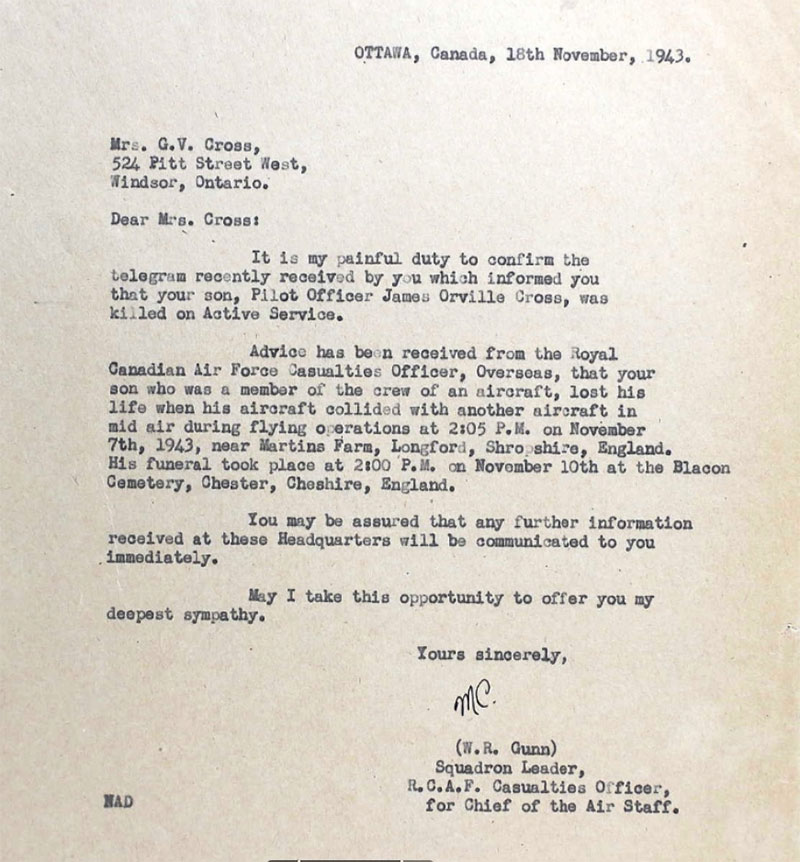 OTTAWA, Canada, 18th November, 1943.
Mrs. G.V. Cross,
524 Pitt Street West,
Windsor, Ontario.
Dear Mrs. Cross:
It is my painful duty to confirm the
telegram recently received by you which informed you
that your son, Pilot Officer James Orville Cross, was
killed on Active Service.
Advice has been received from the Royal
Canadian Air Force Casualties Officer, Overseas, that your
son who was a member of the crew of an aircraft, lost his
life when his aircraft collided with another aircraft in
mid air during flying operations at 2:05 P.M. on November
7th, 1943, near Martins Farm, Longford, Shropshire, England.
His funeral took place at 2:00 P.M. on November 10th at the Blacon
Cemetery, Chester, Cheshire, England.
You may be assured that any further information
received at these Headquarters will be communicated to you
immediately.
May I take this opportunity to offer you my
deepest sympathy.
Yours sincerely,
MC.
(W.R. Gunn)
Squadron Leader,
R.C.A.F. Casualties Officer,
for Chief of the Air Staff.
NAD